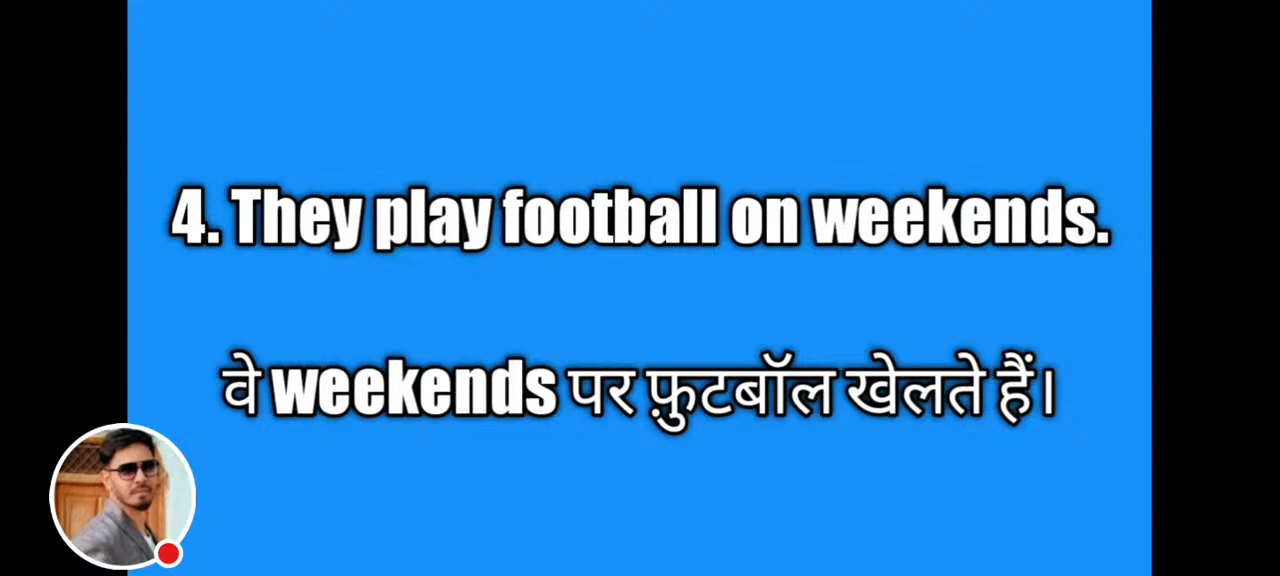 4. They play football on weekends.
वे weekends पर फ़ुटबॉल खेलते हैं।